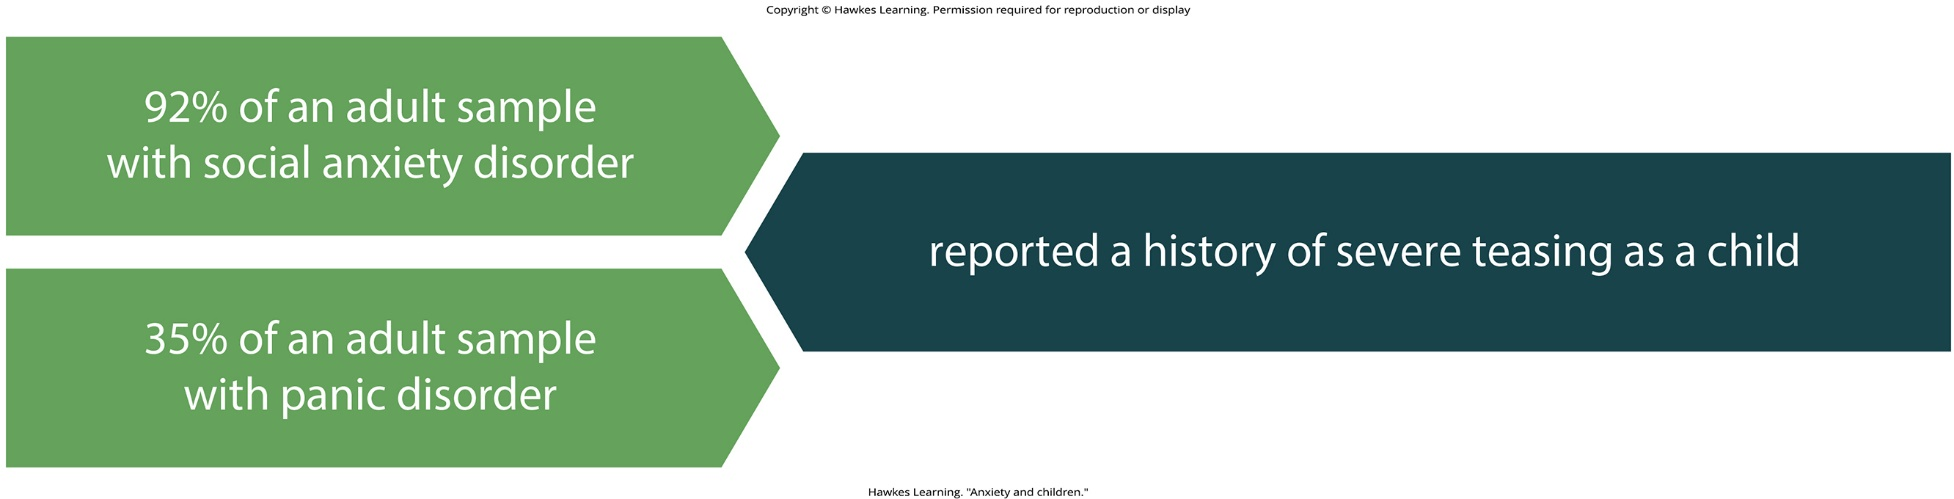 Copyright © Hawkes Learning. Permission required for reproduction or display
92% of an adult sample
with social anxiety disorder
reported a history of severe teasing as a child
35% of an adult sample
with panic disorder
Hawkes Learning. "Anxiety and children."